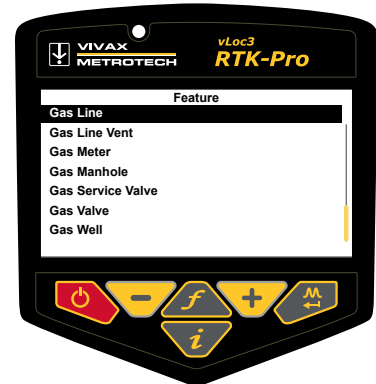 VIVAX
METROTECH
vLoc3
RTK-Pro
Feature
Gas Line
Gas Line Vent
Gas Meter
Gas Manhole
Gas Service Valve
Gas Valve
Gas Well
f
i